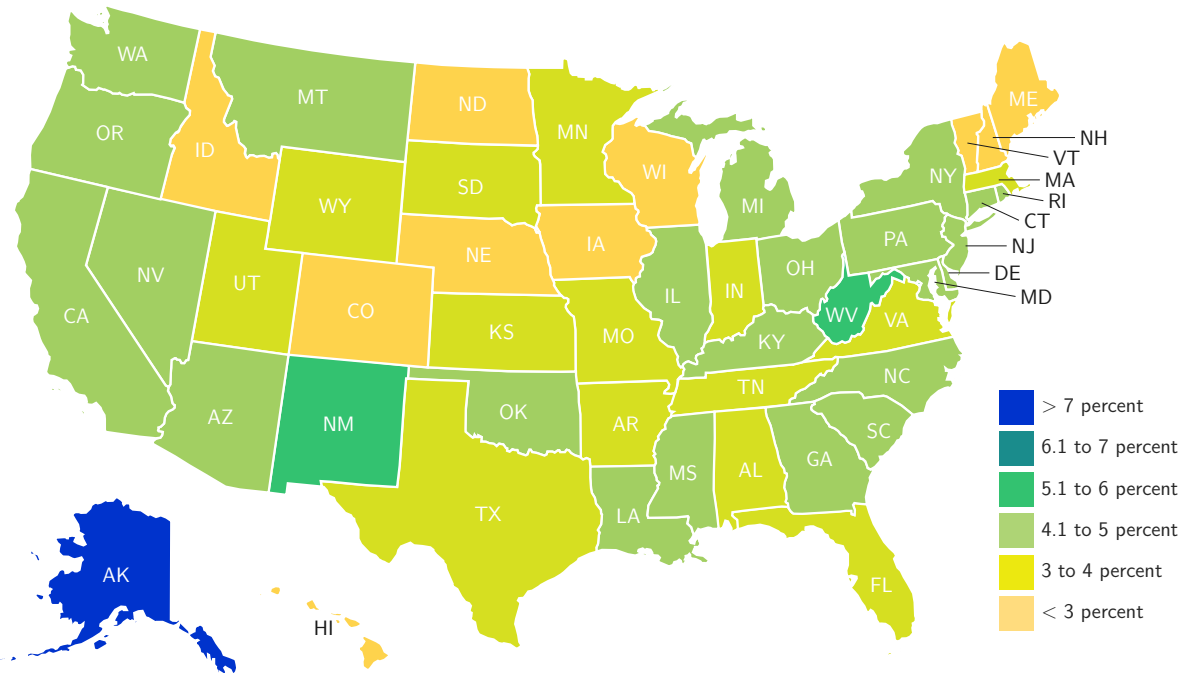 WA
MT
ND
MN
ME
OR
ID
SD
WI
NH
VT
WY
MI
NY
MA
RI
CT
NV
UT
NE
IA
PA
NJ
CA
CO
IL
IN
OH
DE
MD
KS
MO
KY
WV
VA
AZ
NM
OK
AR
TN
NC
SC
TX
LA
MS
AL
GA
FL
AK
HI
> 7 percent
6.1 to 7 percent
5.1 to 6 percent
4.1 to 5 percent
3 to 4 percent
< 3 percent